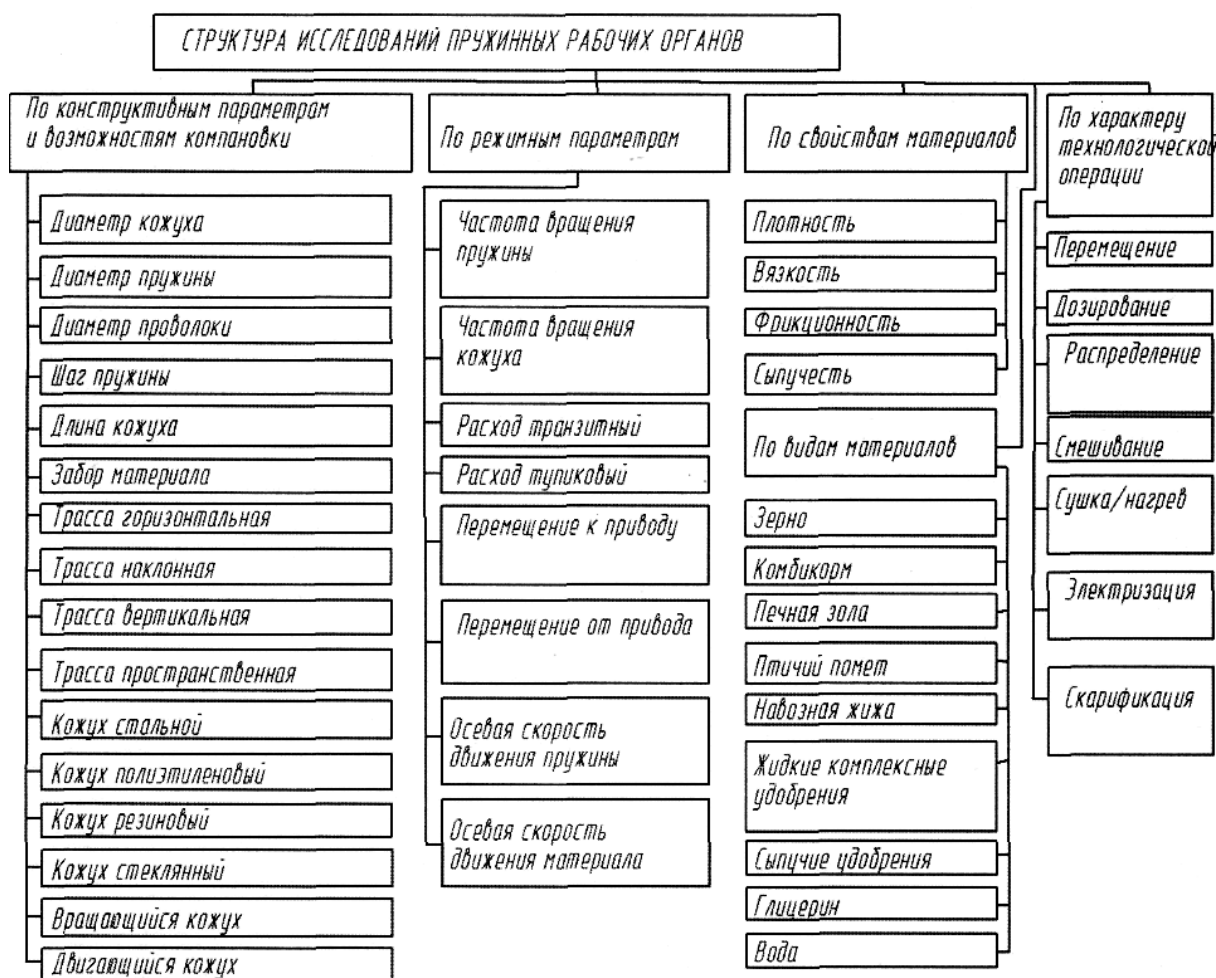 СТРУКТУРА ИССЛЕДОВАНИЙ ПРУЖИННЫХ РАБОЧИХ ОРГАНОВ
По конструктивным параметрам
и возможностям компановки
Диаметр кожуха
Диаметр пружины
Диаметр проволоки
Шаг пружины
Длина кожуха
Забор материала
Трасса горизонтальная
Трасса наклонная
Трасса вертикальная
Трасса пространственная
Кожух стальной
Кожух полиэтиленовый
Кожух резиновый
Кожух стеклянный
Вращающийся кожух
Двигающийся кожух
По режимным параметрам
Частота вращения
пружины
Частота вращения
кожуха
Расход транзитный
Расход тупиковый
Перемещение к приводу
Перемещение от привода
Осевая скорость
движения пружины
Осевая скорость
движения материала
По свойствам материалов
Плотность
Вязкость
Фрикционность
Сыпучесть
По видам материалов
Зерно
Комбикорм
Печная зола
Птичий помет
Навозная жижа
Жидкие комплексные
удобрения
Сыпучие удобрения
Глицерин
Вода
По характеру
технологической
операции
Перемещение
Дозирование
Распределение
Смешивание
Сушка/нагрев
Электризация
Скарификация